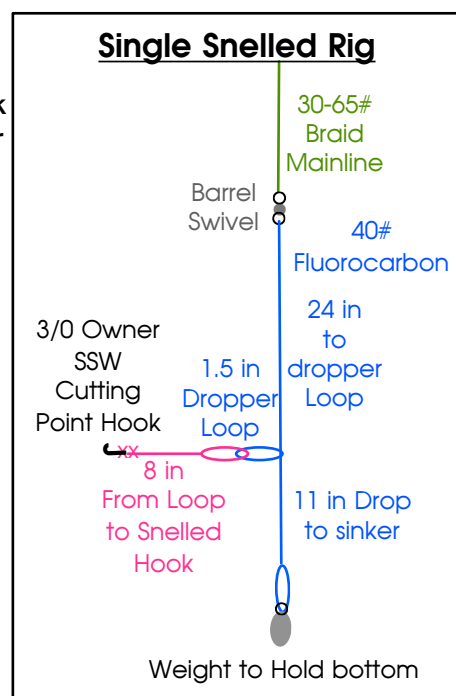 Single Snelled Rig
k
r
30-65#
Braid
Mainline
Barrel
Swivel
40#
Fluorocarbon
24 in
to
dropper
Loop
3/0 Owner
SSW
Cutting
Point Hook
1.5 in
Dropper
Loop
xx
8 in
From Loop
to Snelled
Hook
11 in Drop
to sinker
Weight to Hold bottom